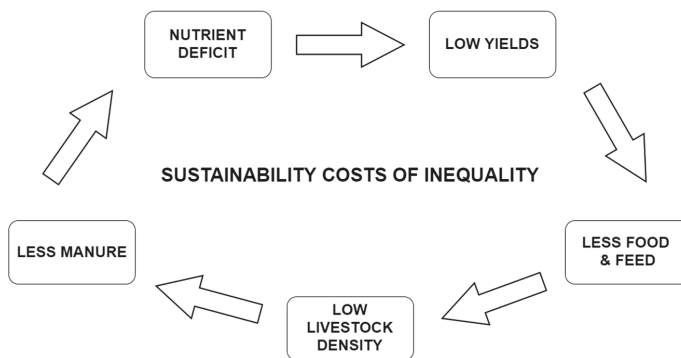 NUTRIENT
DEFICIT
LOW YIELDS
SUSTAINABILITY COSTS OF INEQUALITY
LESS MANURE
LESS FOOD
& FEED
LOW
LIVESTOCK
DENSITY